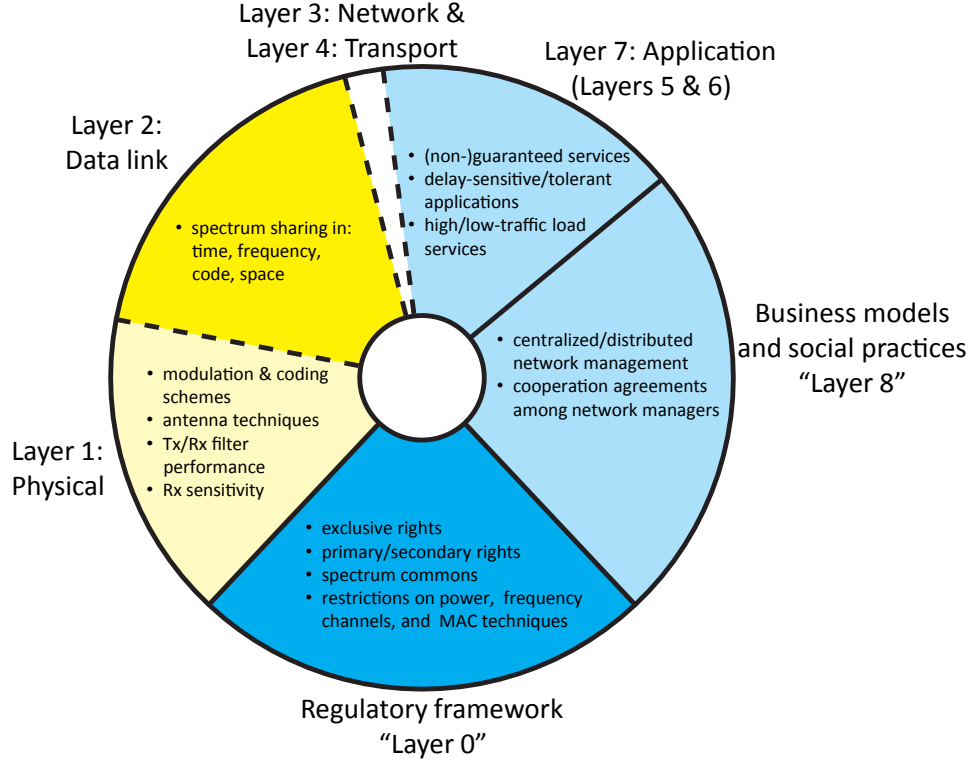 Layer 3: Network &
Layer 4: Transport
Layer 7: Application
(Layers 5 & 6)
Layer 2:
Data link
• (non-)guaranteed services
• delay-sensitive/tolerant
applications
• high/low-traffic load
services
• spectrum sharing in:
time, frequency,
code, space
Business models
and social practices
“Layer 8”
• centralized/distributed
network management
• cooperation agreements
among network managers
• modulation & coding
schemes
• antenna techniques
• Tx/Rx filter
performance
• Rx sensitivity
Layer 1:
Physical
• exclusive rights
• primary/secondary rights
• spectrum commons
• restrictions on power, frequency
channels, and MAC techniques
Regulatory framework
“Layer 0”